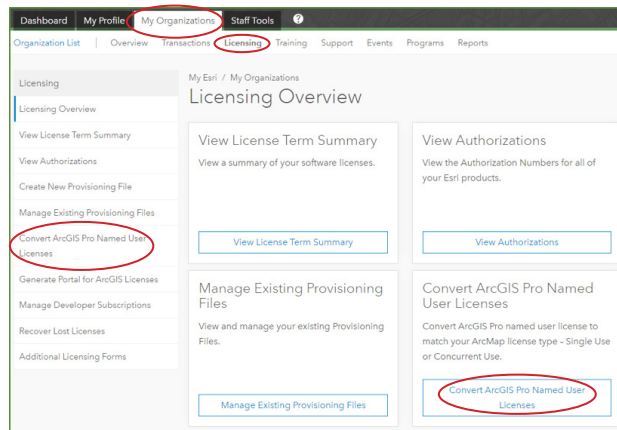 Dashboard My Profile My Organizations Staff Tools ?
Organization List | Overview Transactions Licensing Training Support Events Programs Reports
Licensing
Licensing Overview
View License Term Summary
View Authorizations
Create New Provisioning File
Manage Existing Provisioning Files
Convert ArcGIS Pro Named User
Licenses
Generate Portal for ArcGIS Licenses
Manage Developer Subscriptions
Recover Lost Licenses
Additional Licensing Forms
My Esri / My Organizations
Licensing Overview
View License Term Summary
View a summary of your software licenses.
View License Term Summary
View Authorizations
View the Authorization Numbers for all of
your Esri products.
View Authorizations
Manage Existing Provisioning
Files
View and manage your existing Provisioning
Files.
Manage Existing Provisioning Files
Convert ArcGIS Pro Named
User Licenses
Convert ArcGIS Pro named user license to
match your ArcMap license type – Single Use
or Concurrent Use.
Convert ArcGIS Pro Named User
Licenses